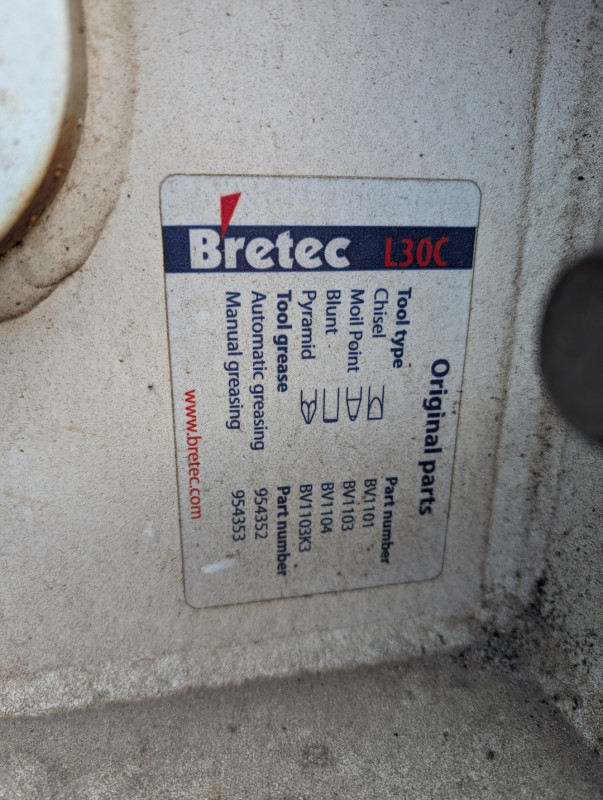 Bretec L30C
Original parts
Tool type Part number
Chisel BV1101
Moil Point BV1103
Blunt BV1104
Pyramid BV1103K3
Tool grease Part number
Automatic greasing 954352
Manual greasing 954353
www.bretec.com